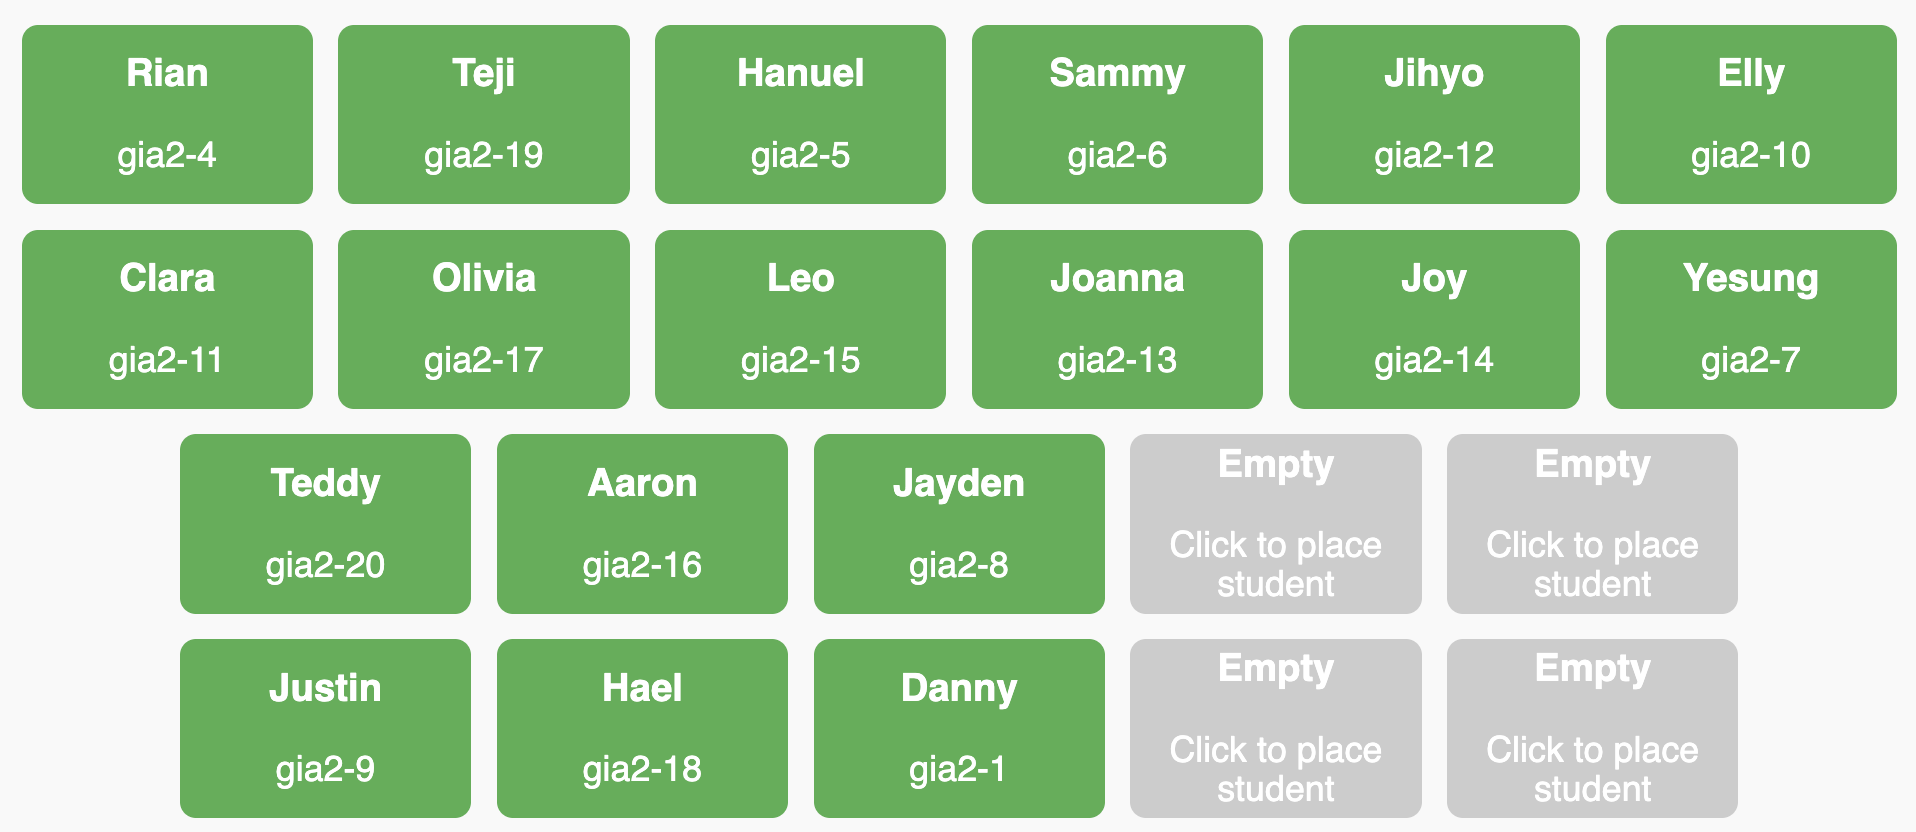 Rian
gia2-4
Teji
gia2-19
Hanuel
gia2-5
Sammy
gia2-6
Jihyo
gia2-12
Elly
gia2-10
Clara
gia2-11
Olivia
gia2-17
Leo
gia2-15
Joanna
gia2-13
Joy
gia2-14
Yesung
gia2-7
Teddy
gia2-20
Aaron
gia2-16
Jayden
gia2-8
Empty
Click to place
student
Empty
Click to place
student
Justin
gia2-9
Hael
gia2-18
Danny
gia2-1
Empty
Click to place
student
Empty
Click to place
student